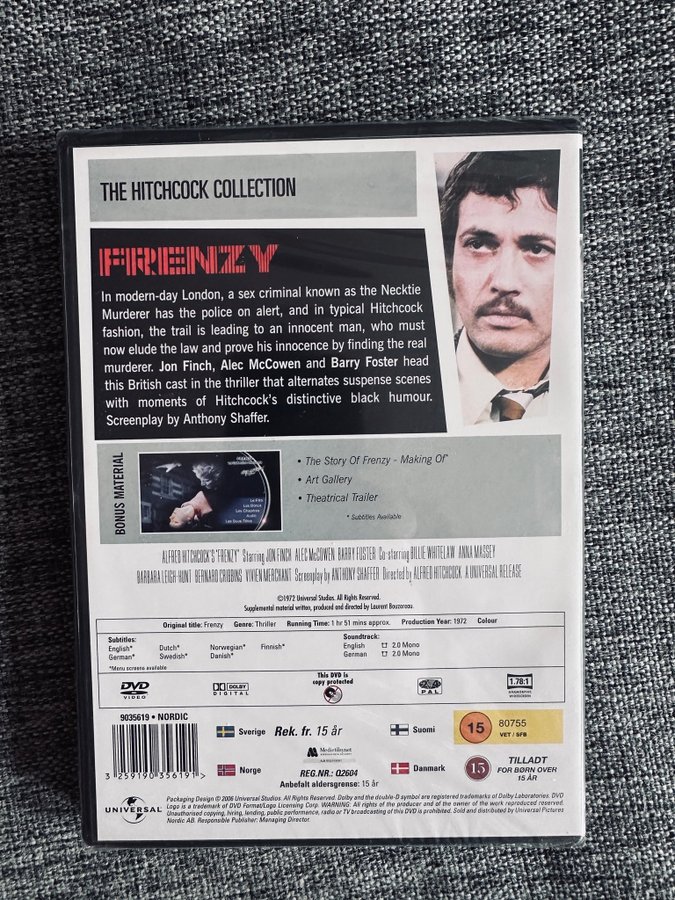 THE HITCHCOCK COLLECTION
FRENZY
In modern-day London, a sex criminal known as the Necktie
Murderer has the police on alert, and in typical Hitchcock
fashion, the trail is leading to an innocent man, who must
now elude the law and prove his innocence by finding the real
murderer. Jon Finch, Alec McCowen and Barry Foster head
this British cast in the thriller that alternates suspense scenes
with moments of Hitchcock's distinctive black humour.
Screenplay by Anthony Shaffer.
BONUS MATERIAL
• The Story Of Frenzy - Making Of*
• Art Gallery
• Theatrical Trailer
* Subtitles Available
ALFRED HITCHCOCK'S "FRENZY" Starring JON FINCH ALEC McCOWEN BARRY FOSTER Co-starring BILLIE WHITELAW ANNA MASSEY
BARBARA LEIGH-HUNT BERNARD CRIBBINS VIVIEN MERCHANT Screenplay by ANTHONY SHAFFER Directed by ALFRED HITCHCOCK A UNIVERSAL RELEASE
©1972 Universal Studios. All Rights Reserved.
Supplemental material written, produced and directed by Laurent Bouzereau.
Original title: Frenzy Genre: Thriller Running Time: 1 hr 51 mins approx. Production Year: 1972 Colour
Subtitles:
English* Dutch* Norwegian* Finnish*
German* Swedish* Danish*
*Menu screens available
Soundtrack:
English 2.0 Mono
German 2.0 Mono
DVD VIDEO
DOLBY DIGITAL
This DVD is
copy protected
PAL
1.78:1
ANAMORPHIC WIDESCREEN
9035619 • NORDIC
3 259190 356191
Sverige Rek. fr. 15 år
Suomi
15 80755
VET / SFB
Medietilsynet
Norge
REG.NR.: Q2604
Anbefalt aldersgrense: 15 år
Danmark
15 TILLADT
FOR BØRN OVER
15 ÅR
UNIVERSAL
Packaging Design © 2006 Universal Studios. All Rights Reserved. Dolby and the double-D symbol are registered trademarks of Dolby Laboratories. DVD
Logo is a trademark of DVD Format/Logo Licensing Corp. WARNING: All rights of the producer and of the owner of the work reproduced reserved.
Unauthorised copying, hiring, lending, public performance, radio or TV broadcasting of this DVD is prohibited. Sold and distributed by Universal Pictures
Nordic AB. Responsible Publisher: Managing Director.